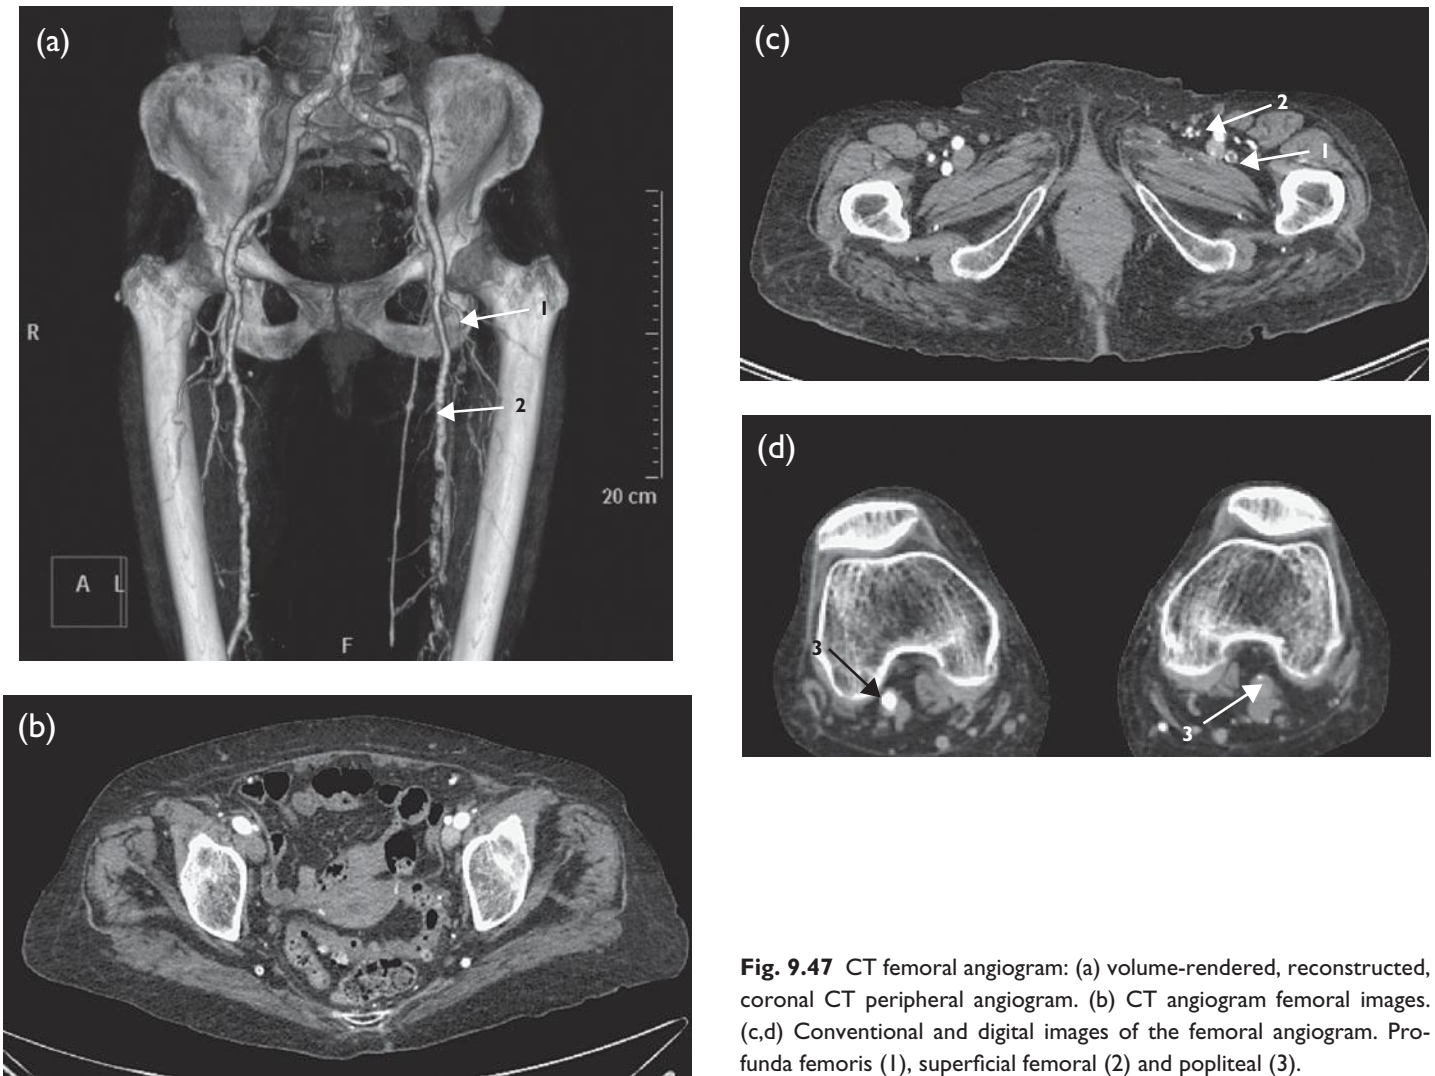 (a)
1
R
2
20 cm
A L
F
(b)
(c)
2
1
(d)
3
3
Fig. 9.47 CT femoral angiogram: (a) volume-rendered, reconstructed,
coronal CT peripheral angiogram. (b) CT angiogram femoral images.
(c,d) Conventional and digital images of the femoral angiogram. Pro-
funda femoris (1), superficial femoral (2) and popliteal (3).